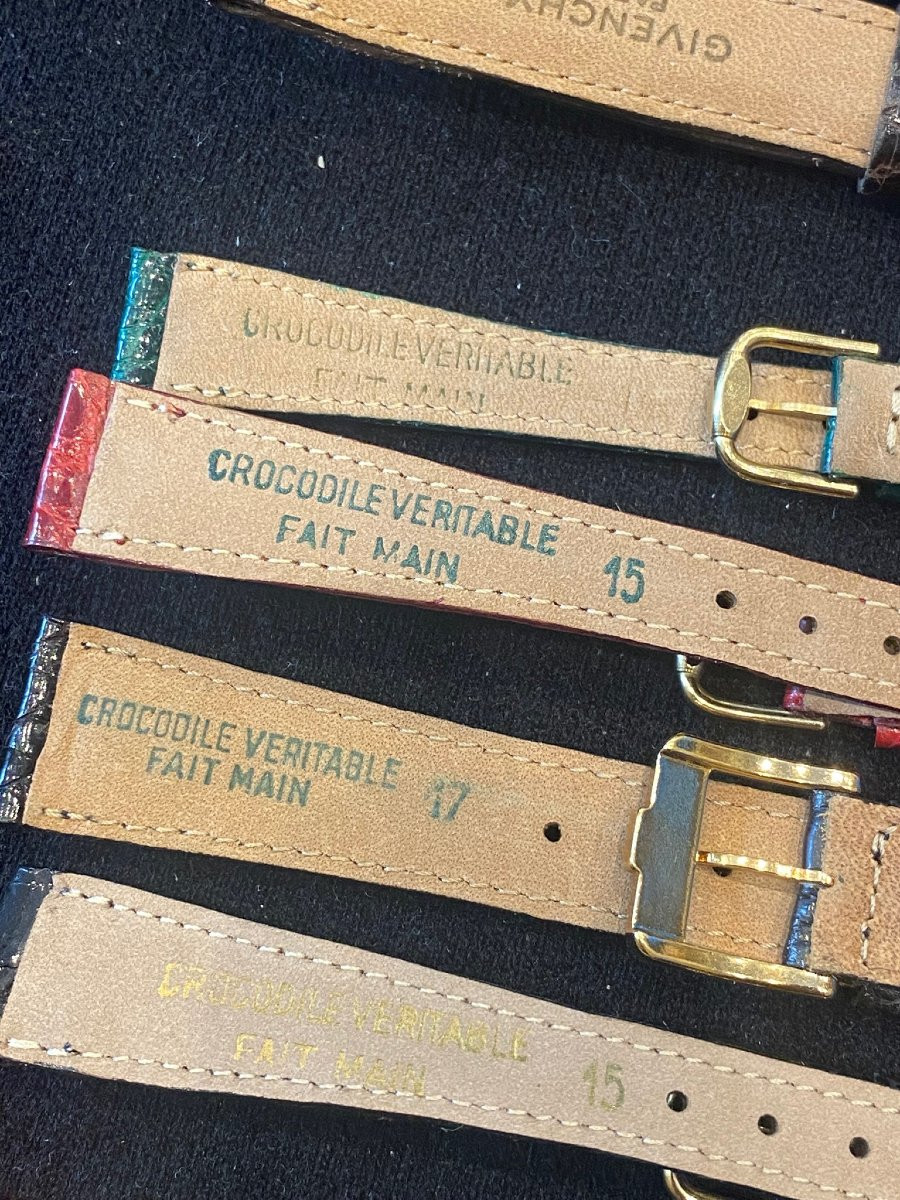 GIVENCHY
CROCODILE VERITABLE
FAIT MAIN
CROCODILE VERITABLE
FAIT MAIN 15
CROCODILE VERITABLE
FAIT MAIN 17
CROCODILE VERITABLE
FAIT MAIN 15